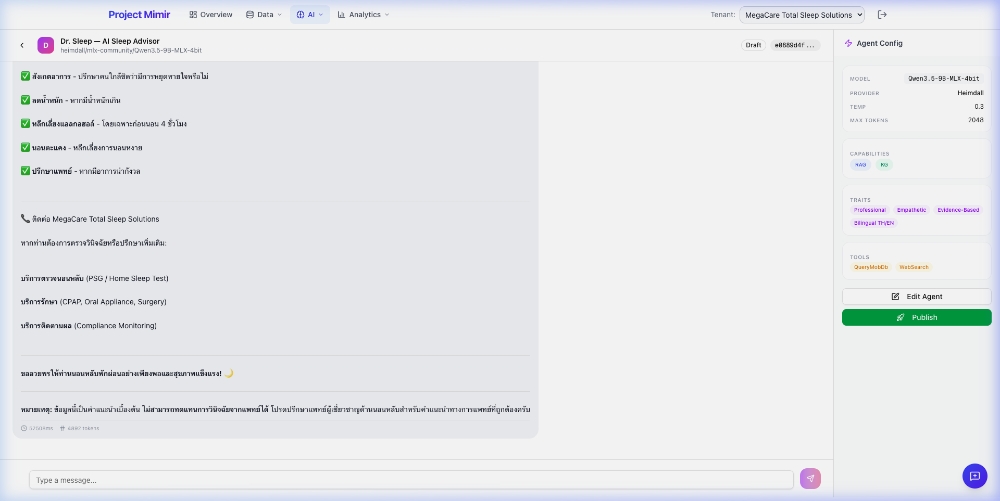 Project Mimir
Overview
Data
AI
Analytics
Tenant:
MegaCare Total Sleep Solutions
D
Dr. Sleep — AI Sleep Advisor
heimdall/mlx-community/Qwen3.5-9B-MLX-4bit
Draft
e0889d4f...
✅ สังเกตอาการ - ปรึกษาคนใกล้ชิดว่ามีการหยุดหายใจหรือไม่
✅ ลดน้ำหนัก - หากมีน้ำหนักเกิน
✅ หลีกเลี่ยงแอลกอฮอล์ - โดยเฉพาะก่อนนอน 4 ชั่วโมง
✅ นอนตะแคง - หลีกเลี่ยงการนอนหงาย
✅ ปรึกษาแพทย์ - หากมีอาการน่ากังวล
📞 ติดต่อ MegaCare Total Sleep Solutions
หากท่านต้องการตรวจวินิจฉัยหรือปรึกษาเพิ่มเติม:
บริการตรวจนอนหลับ (PSG / Home Sleep Test)
บริการรักษา (CPAP, Oral Appliance, Surgery)
บริการติดตามผล (Compliance Monitoring)
ขออวยพรให้ท่านนอนหลับพักผ่อนอย่างเพียงพอและสุขภาพแข็งแรง! 🌙
หมายเหตุ: ข้อมูลนี้เป็นคำแนะนำเบื้องต้น ไม่สามารถทดแทนการวินิจฉัยจากแพทย์ได้ โปรดปรึกษาแพทย์ผู้เชี่ยวชาญด้านนอนหลับสำหรับคำแนะนำทางการแพทย์ที่ถูกต้องครับ
52508ms
# 4892 tokens
Type a message...
Agent Config
MODEL
Qwen3.5-9B-MLX-4bit
PROVIDER
Heimdall
TEMP
0.3
MAX TOKENS
2048
CAPABILITIES
RAG
KG
TRAITS
Professional
Empathetic
Evidence-Based
Bilingual TH/EN
TOOLS
QueryMobDb
WebSearch
Edit Agent
Publish